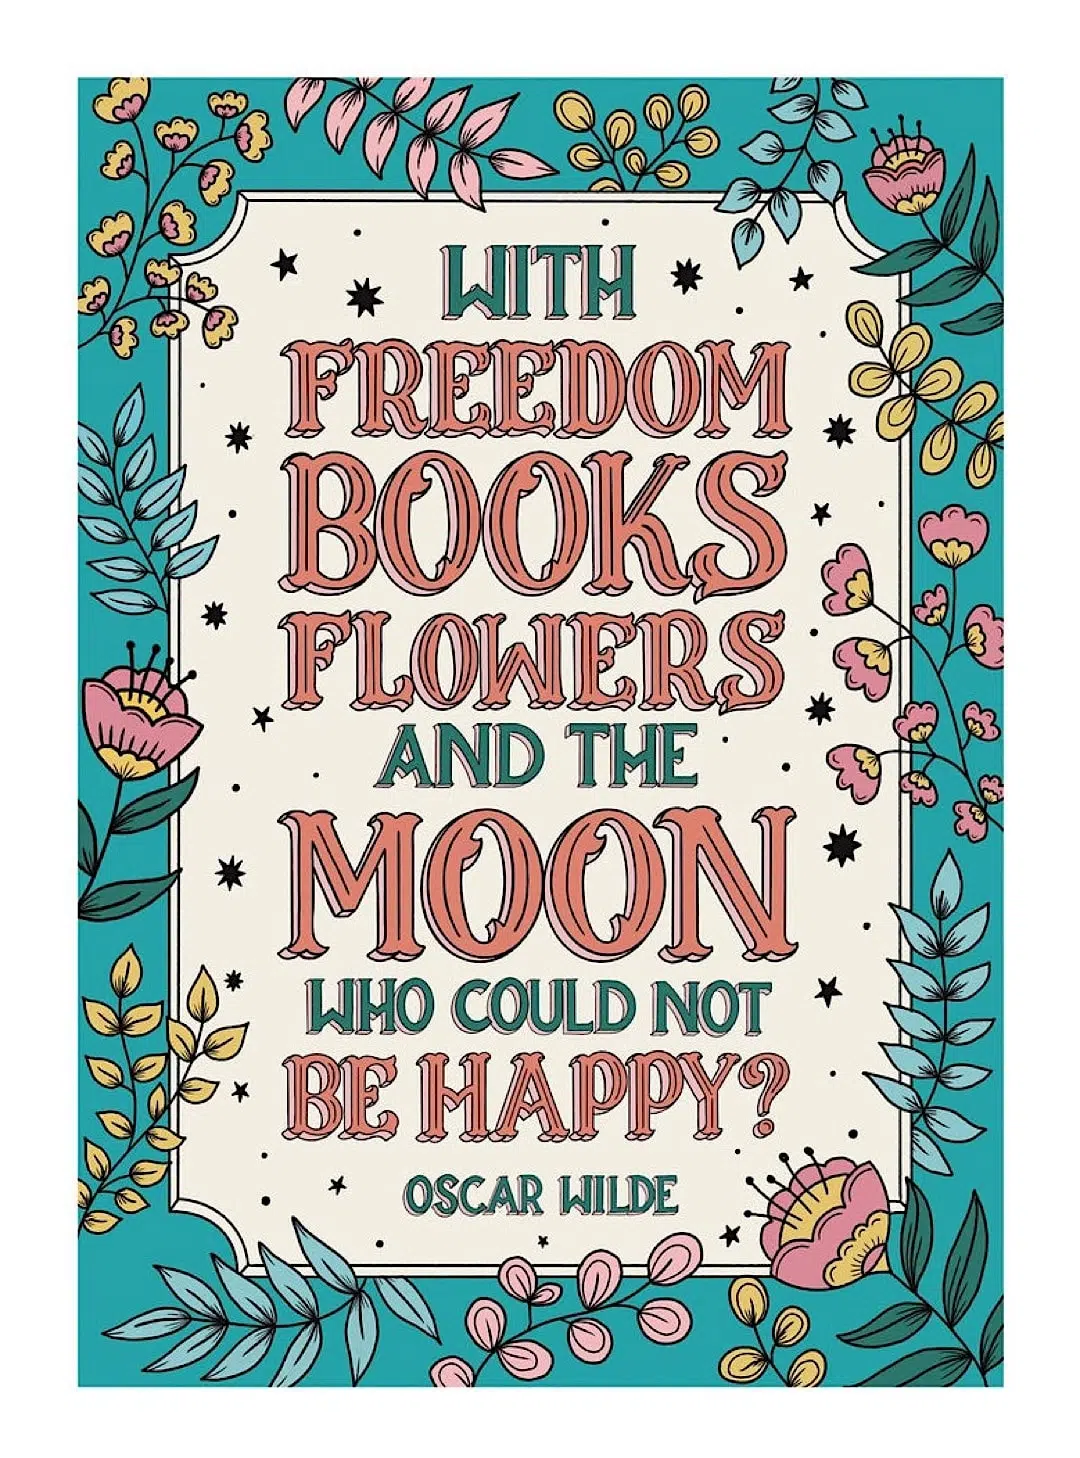 WITH
FREEDOM
BOOKS
FLOWERS
AND THE
MOON
WHO COULD NOT
BE HAPPY?
OSCAR WILDE